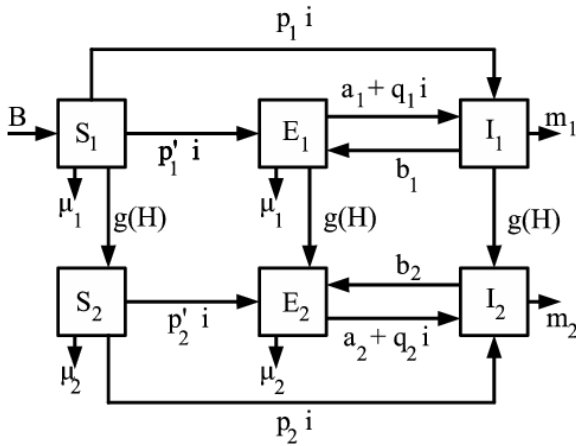 p₁ i
B
S₁
p'₁ i
E₁
a₁ + q₁ i
b₁
I₁
m₁
μ₁
g(H)
μ₁
g(H)
g(H)
S₂
p'₂ i
E₂
b₂
a₂ + q₂ i
I₂
m₂
μ₂
μ₂
p₂ i